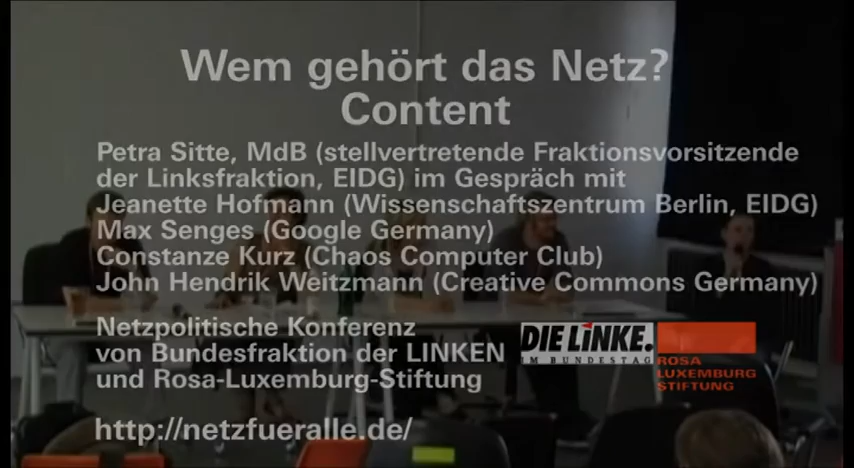 Wem gehört das Netz?
Content
Petra Sitte, MdB (stellvertretende Fraktionsvorsitzende
der Linksfraktion, EIDG) im Gespräch mit
Jeanette Hofmann (Wissenschaftszentrum Berlin, EIDG)
Max Senges (Google Germany)
Constanze Kurz (Chaos Computer Club)
John Hendrik Weitzmann (Creative Commons Germany)
Netzpolitische Konferenz
von Bundesfraktion der LINKEN
und Rosa-Luxemburg-Stiftung
DIE LINKE.
IM BUNDESTAG
ROSA
LUXEMBURG
STIFTUNG
http://netzfueralle.de/